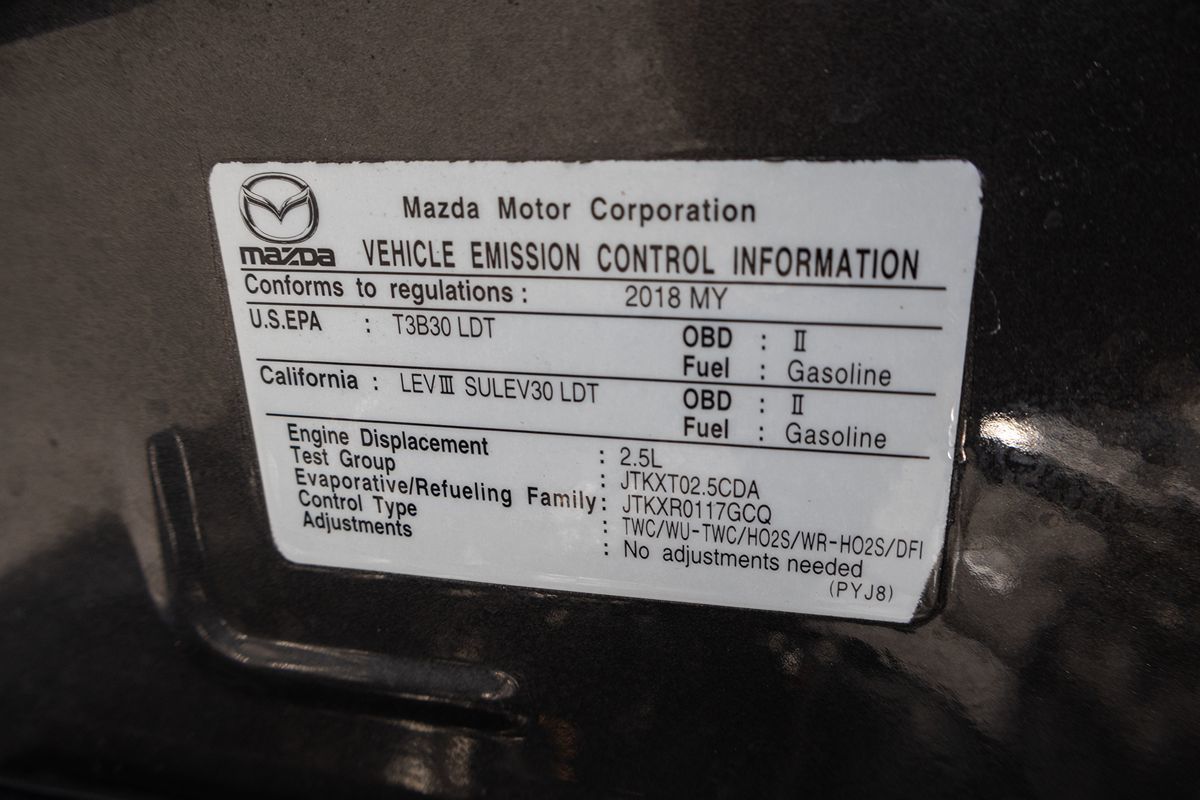 Mazda Motor Corporation
mazda VEHICLE EMISSION CONTROL INFORMATION
Conforms to regulations : 2018 MY
U.S.EPA : T3B30 LDT OBD : Ⅱ
Fuel : Gasoline
California : LEVⅢ SULEV30 LDT OBD : Ⅱ
Fuel : Gasoline
Engine Displacement : 2.5L
Test Group : JTKXT02.5CDA
Evaporative/Refueling Family : JTKXR0117GCQ
Control Type : TWC/WU-TWC/HO2S/WR-HO2S/DFI
Adjustments : No adjustments needed
(PYJ8)